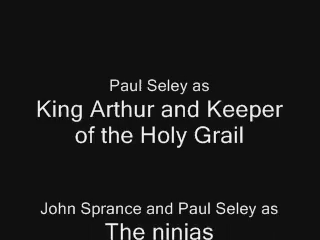 Paul Seley as
King Arthur and Keeper
of the Holy Grail
John Sprance and Paul Seley as
The ninjas